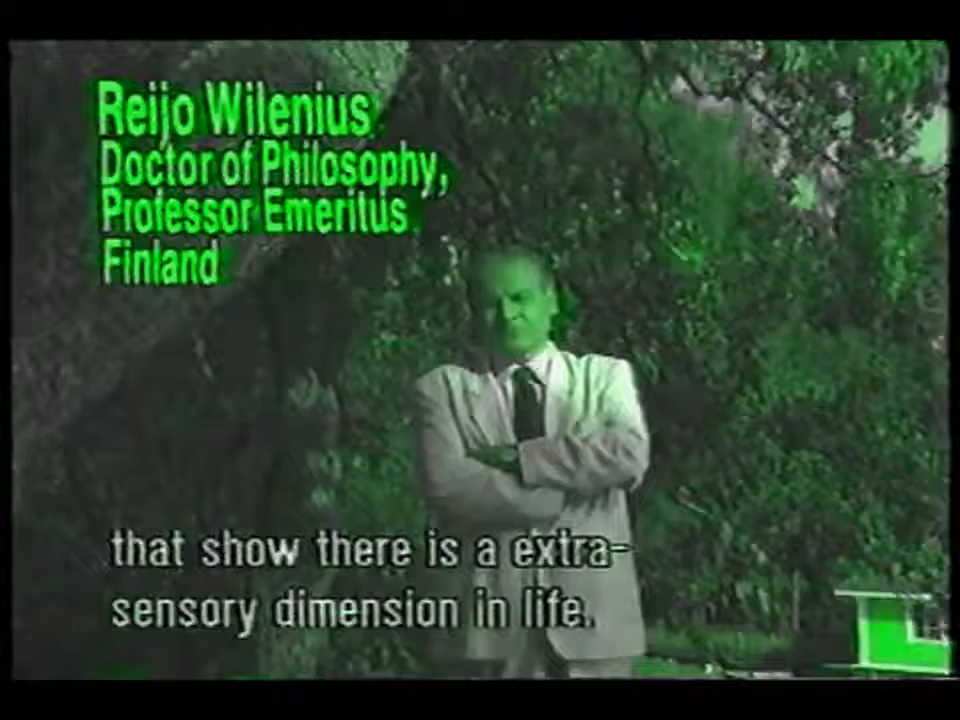 Reijo Wilenius
Doctor of Philosophy,
Professor Emeritus
Finland
that show there is a extra-
sensory dimension in life.